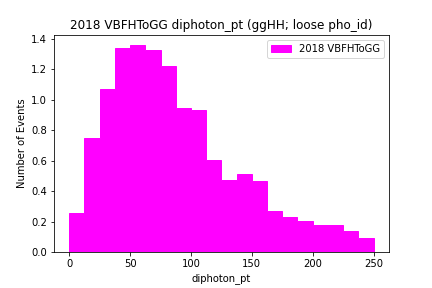 2018 VBFHToGG diphoton_pt (ggHH; loose pho_id)
2018 VBFHToGG
Number of Events
1.4
1.2
1.0
0.8
0.6
0.4
0.2
0.0
0 50 100 150 200 250
diphoton_pt